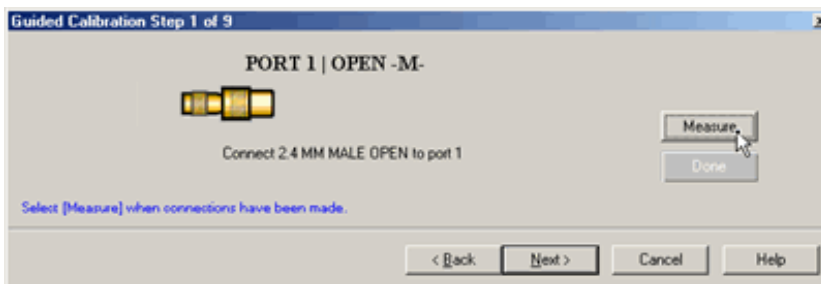 Guided Calibration Step 1 of 9
PORT 1 | OPEN -M-
Connect 2.4 MM MALE OPEN to port 1
Measure
Done
Select [Measure] when connections have been made.
< Back
Next >
Cancel
Help